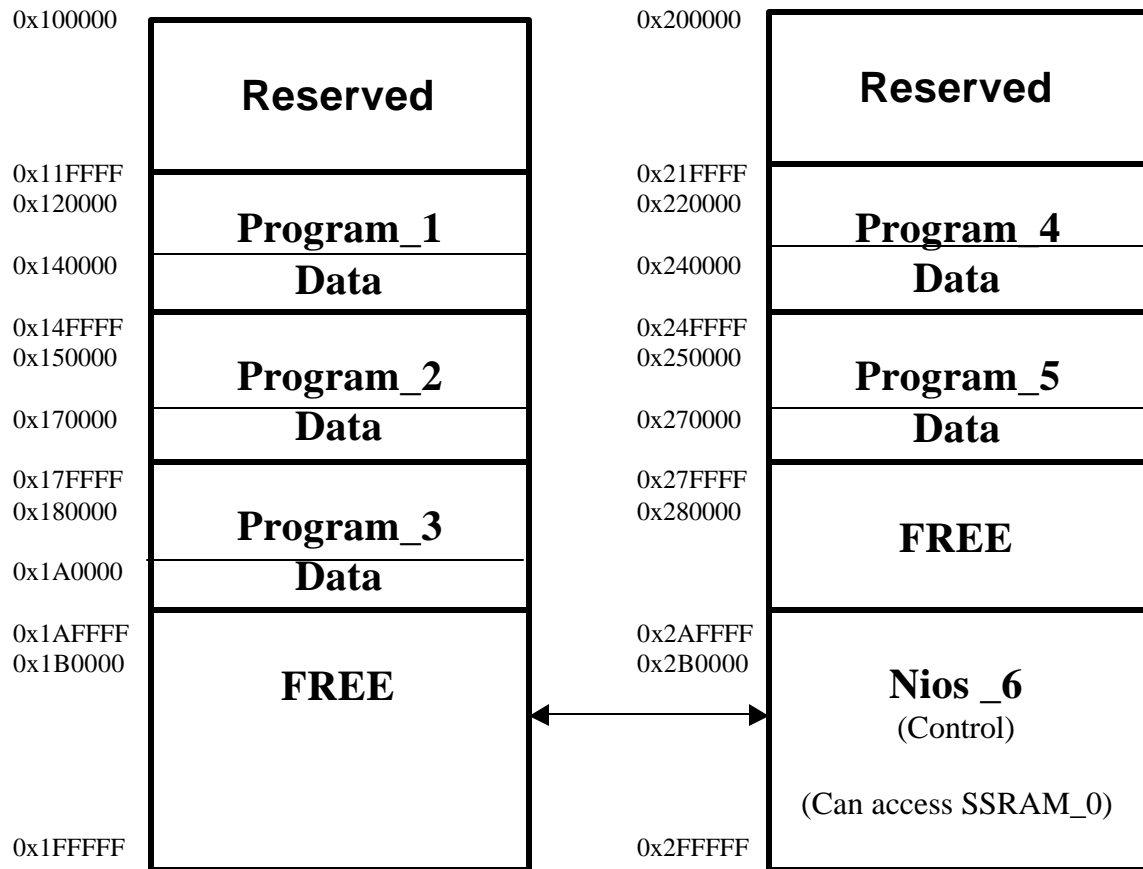 0x100000
Reserved
0x11FFFF
0x120000
Program_1
0x140000
Data
0x14FFFF
0x150000
Program_2
0x170000
Data
0x17FFFF
0x180000
Program_3
0x1A0000
Data
0x1AFFFF
0x1B0000
FREE
0x1FFFFF
0x200000
Reserved
0x21FFFF
0x220000
Program_4
0x240000
Data
0x24FFFF
0x250000
Program_5
0x270000
Data
0x27FFFF
0x280000
FREE
0x2AFFFF
0x2B0000
Nios _6
(Control)
(Can access SSRAM_0)
0x2FFFFF